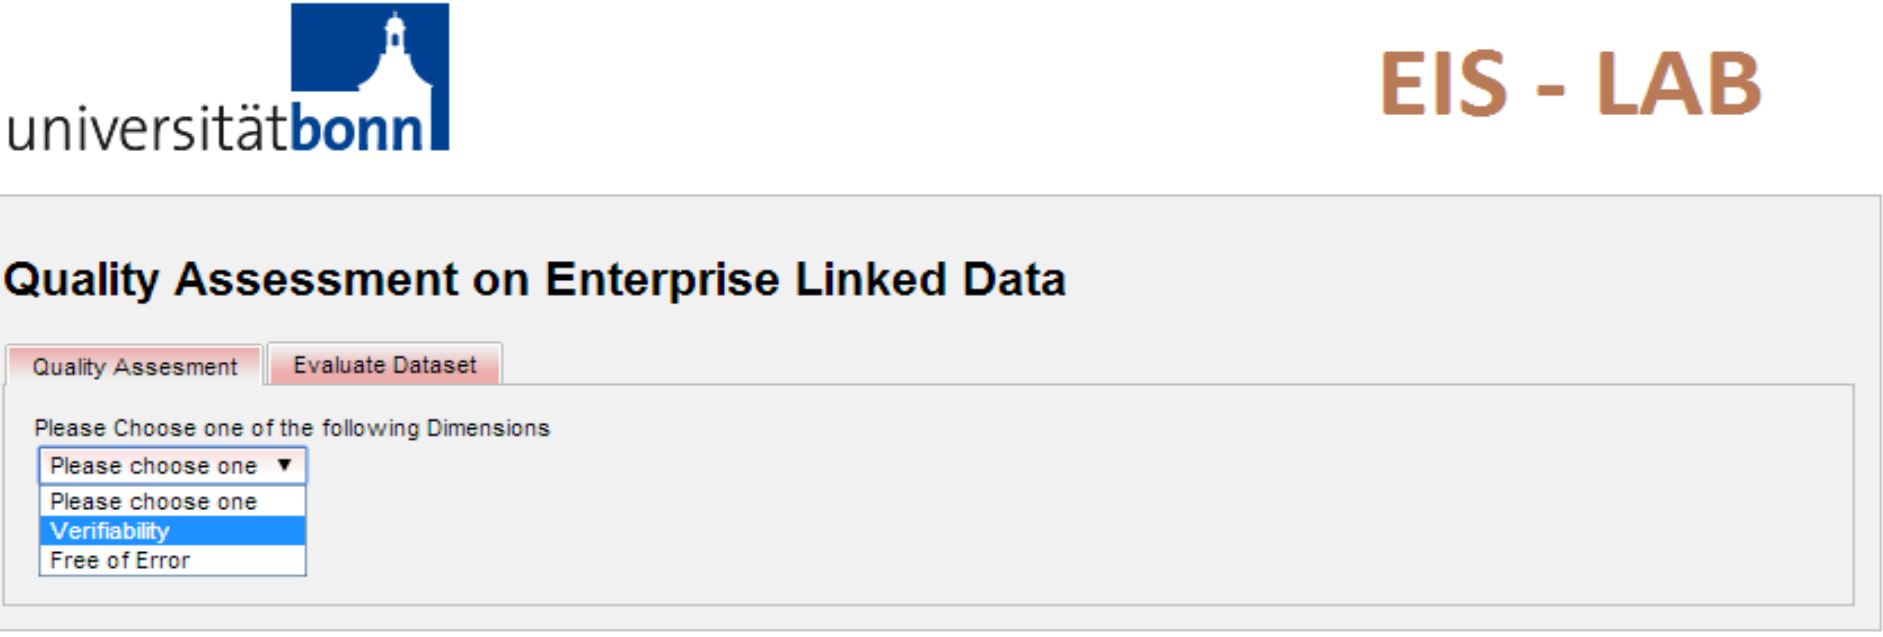 universitätbonn
EIS - LAB
Quality Assessment on Enterprise Linked Data
Quality Assesment
Evaluate Dataset
Please Choose one of the following Dimensions
Please choose one ▼
Please choose one
Verifiability
Free of Error